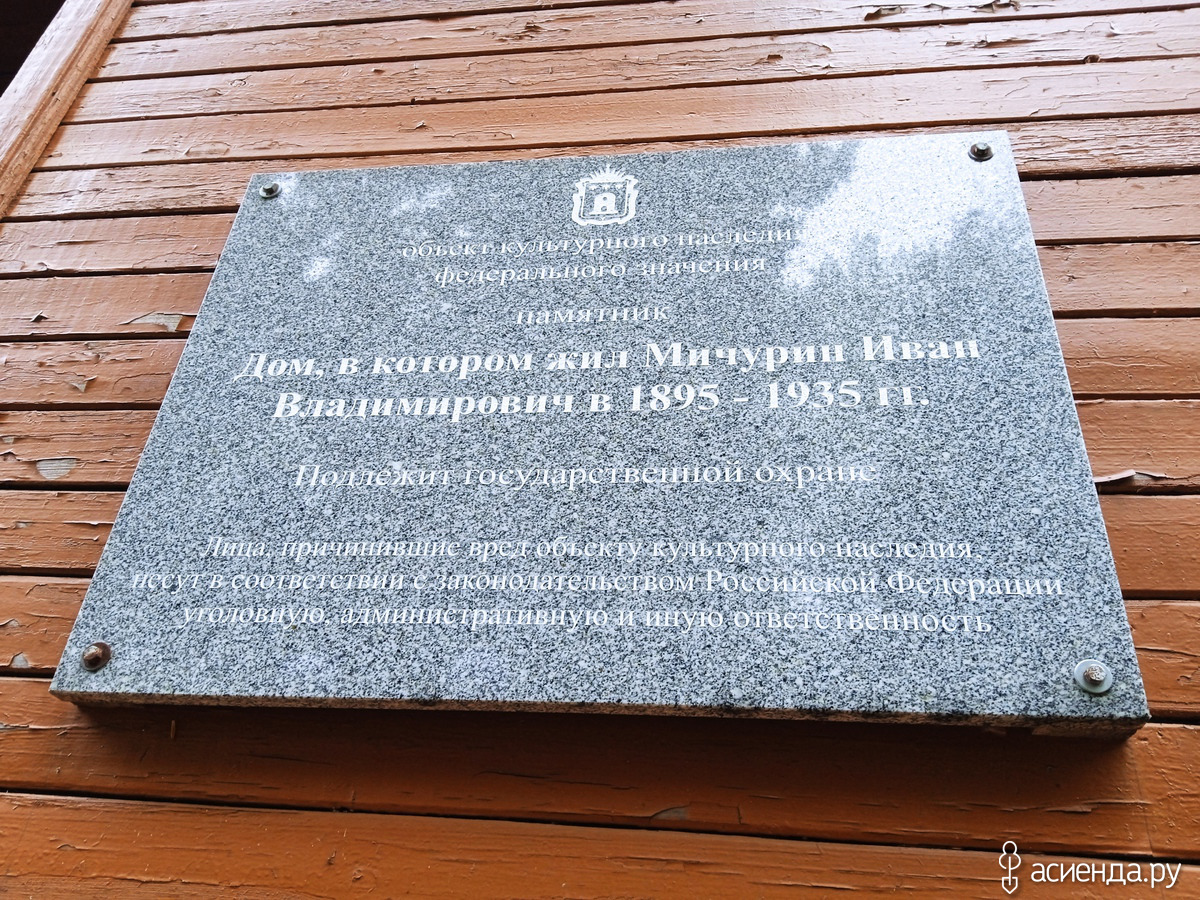 объект культурного наследия
федерального значения
памятник
Дом, в котором жил Мичурин Иван
Владимирович в 1895 - 1935 гг.
Подлежит государственной охране
Лица, причинившие вред объекту культурного наследия,
несут в соответствии с законодательством Российской Федерации
уголовную, административную и иную ответственность
асиенда.ру